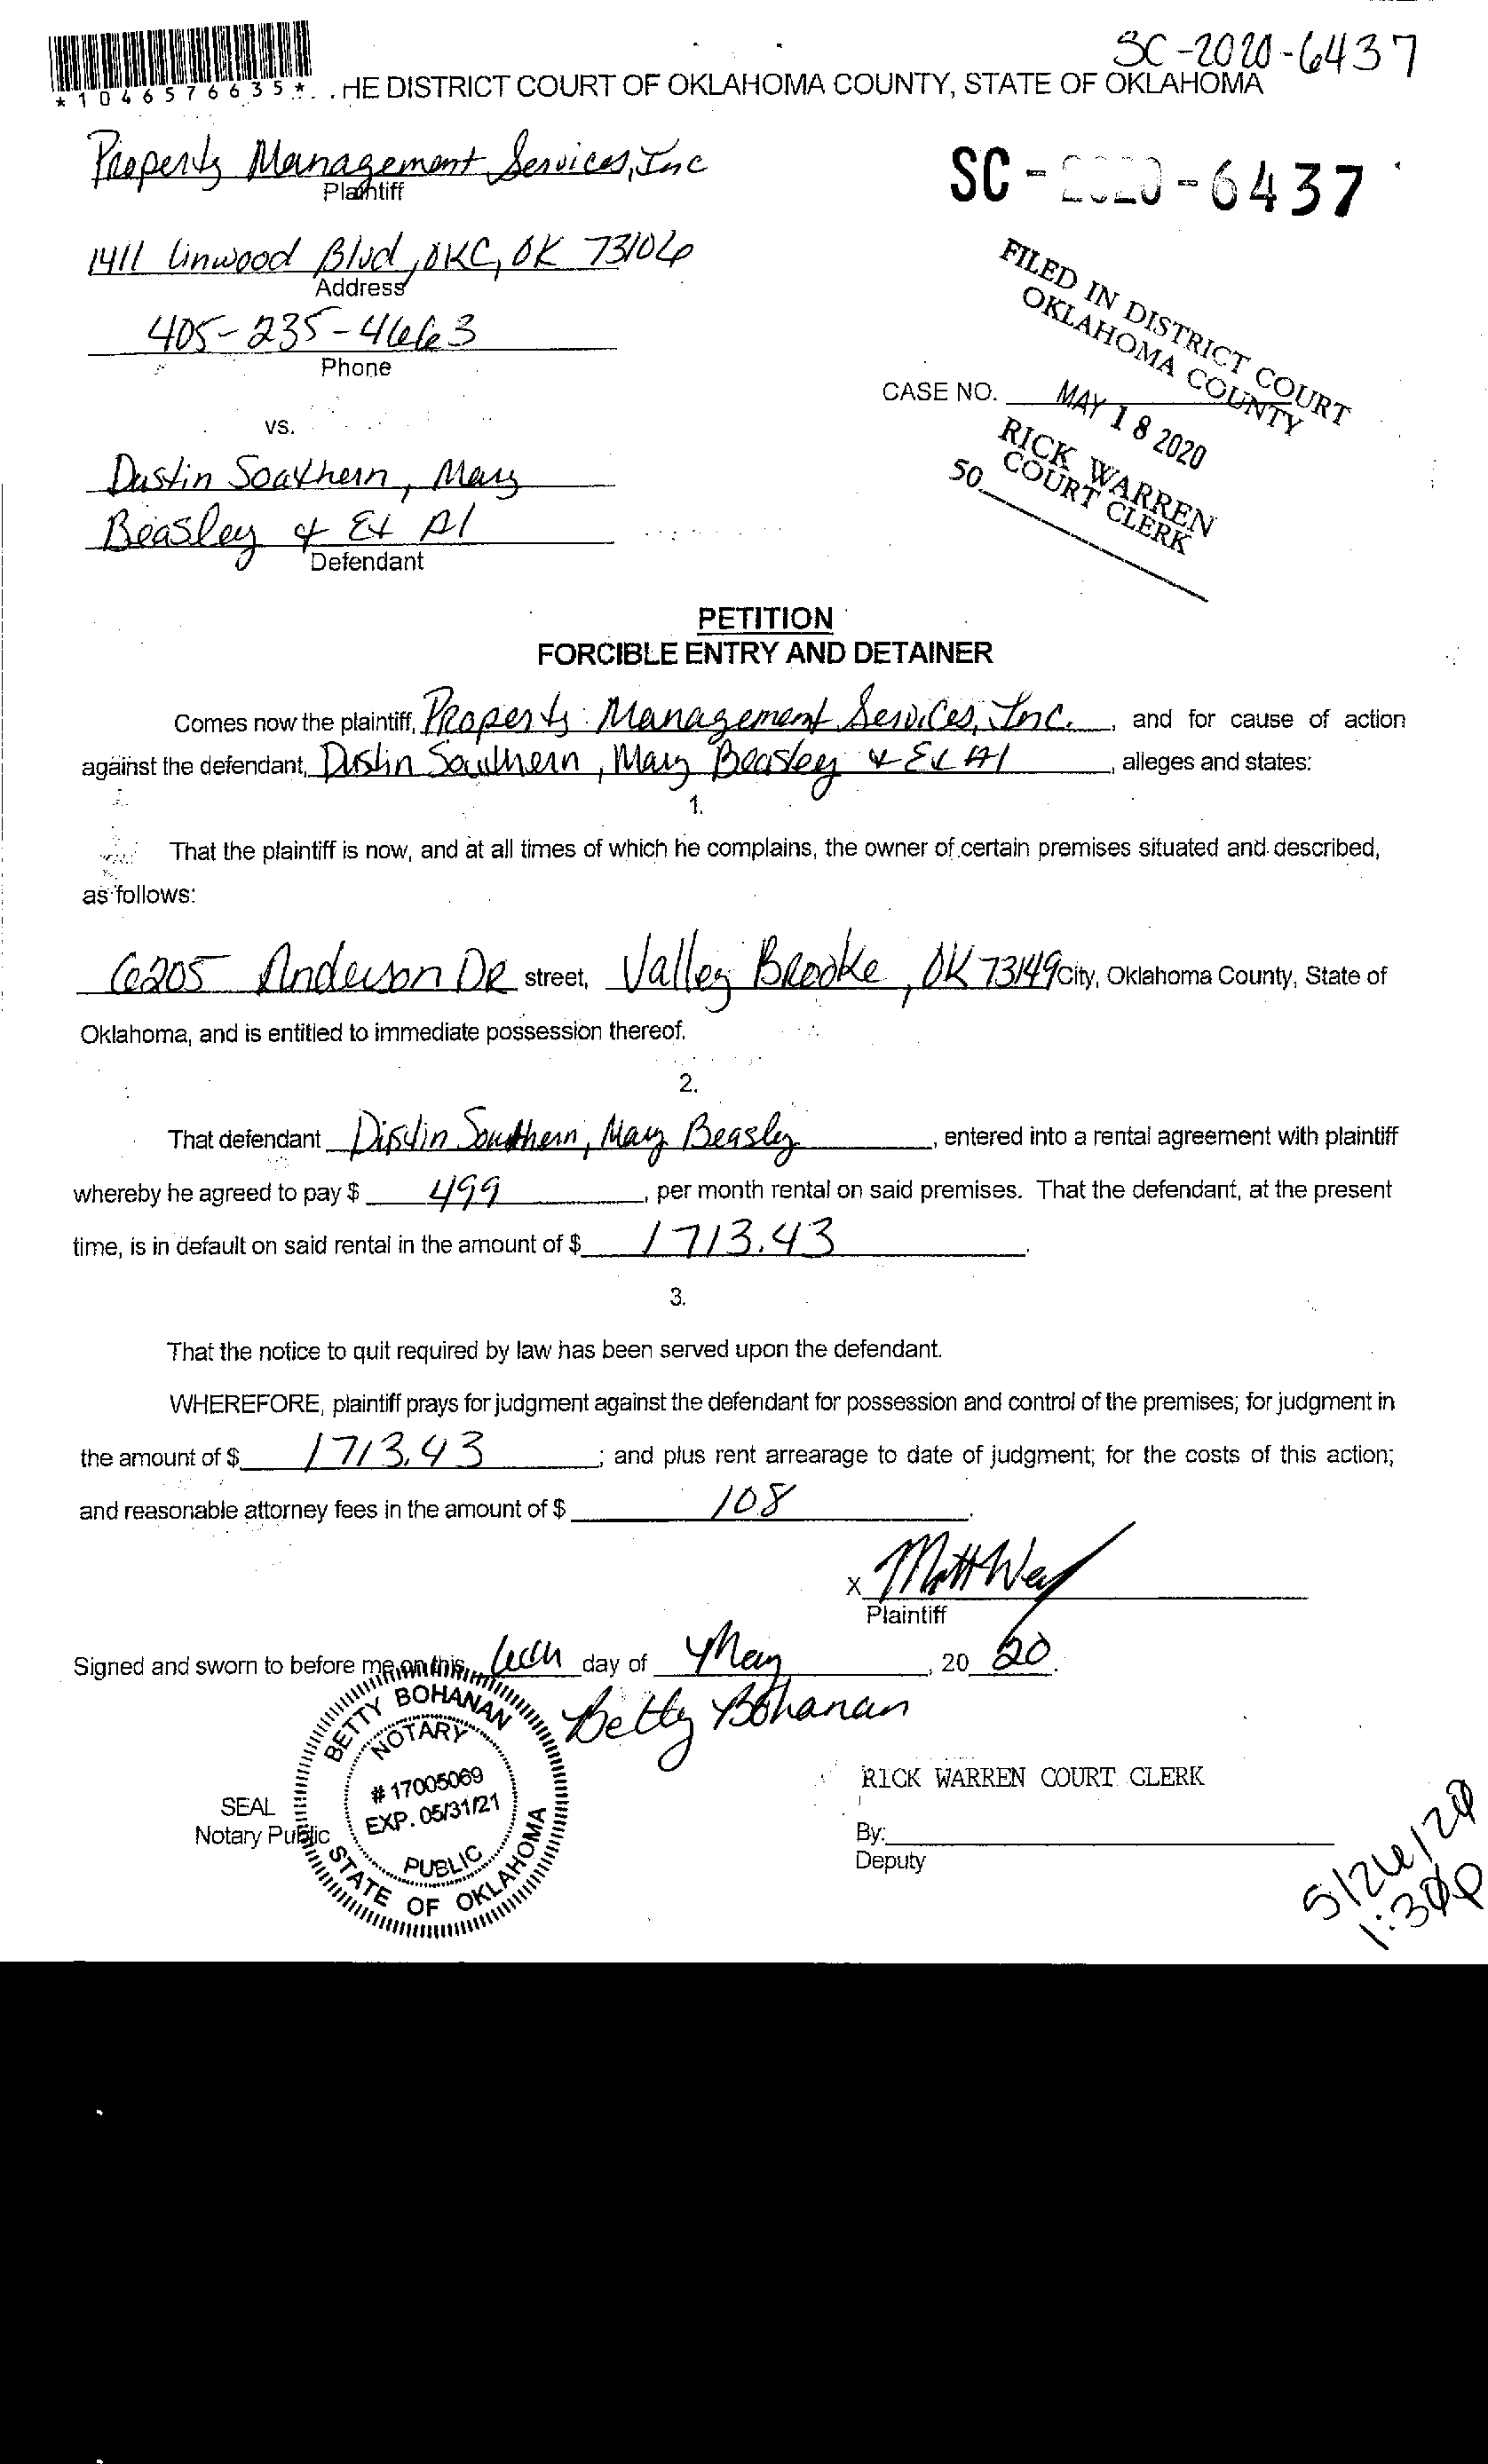 SC-2020-6437
*1046576635*. . HE DISTRICT COURT OF OKLAHOMA COUNTY, STATE OF OKLAHOMA
Property Management Services, Inc
Plaintiff
SC - 2020 - 6437
1411 Linwood Blvd, OKC, OK 73106
Address
FILED IN DISTRICT COURT
OKLAHOMA COUNTY
405-235-4663
Phone
CASE NO.
MAY 18 2020
RICK WARREN
COURT CLERK
50
vs.
Dustin Southern, Mary
Beasley & Et Al
Defendant
PETITION
FORCIBLE ENTRY AND DETAINER
Comes now the plaintiff, Property Management Services, Inc. , and for cause of action
against the defendant, Dustin Southern, Mary Beasley & Et Al , alleges and states:
1.
That the plaintiff is now, and at all times of which he complains, the owner of certain premises situated and described,
as follows:
6205 Anderson DR street, Valley Brooke, OK 73149 City, Oklahoma County, State of
Oklahoma, and is entitled to immediate possession thereof.
2.
That defendant Dustin Southern, Mary Beasley , entered into a rental agreement with plaintiff
whereby he agreed to pay $ 499 , per month rental on said premises. That the defendant, at the present
time, is in default on said rental in the amount of $ 1713.43 .
3.
That the notice to quit required by law has been served upon the defendant.
WHEREFORE, plaintiff prays for judgment against the defendant for possession and control of the premises; for judgment in
the amount of $ 1713.43 ; and plus rent arrearage to date of judgment; for the costs of this action;
and reasonable attorney fees in the amount of $ 108 .
X Matt
Plaintiff
Signed and sworn to before me on this day of May , 20 20.
Betty Bohanan
BETTY BOHANAN
NOTARY
# 17005069
EXP. 05/31/21
PUBLIC
STATE OF OKLAHOMA
SEAL
Notary Public
RICK WARREN COURT CLERK
By:
Deputy
5/26/20
1:30p